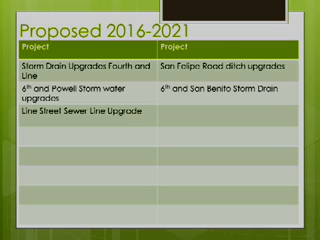 Proposed 2016-2021
Project
Project
Storm Drain Upgrades Fourth and
Line
San Felipe Road ditch upgrades
6th and Powell Storm water
upgrades
6th and San Benito Storm Drain
Line Street Sewer Line Upgrade